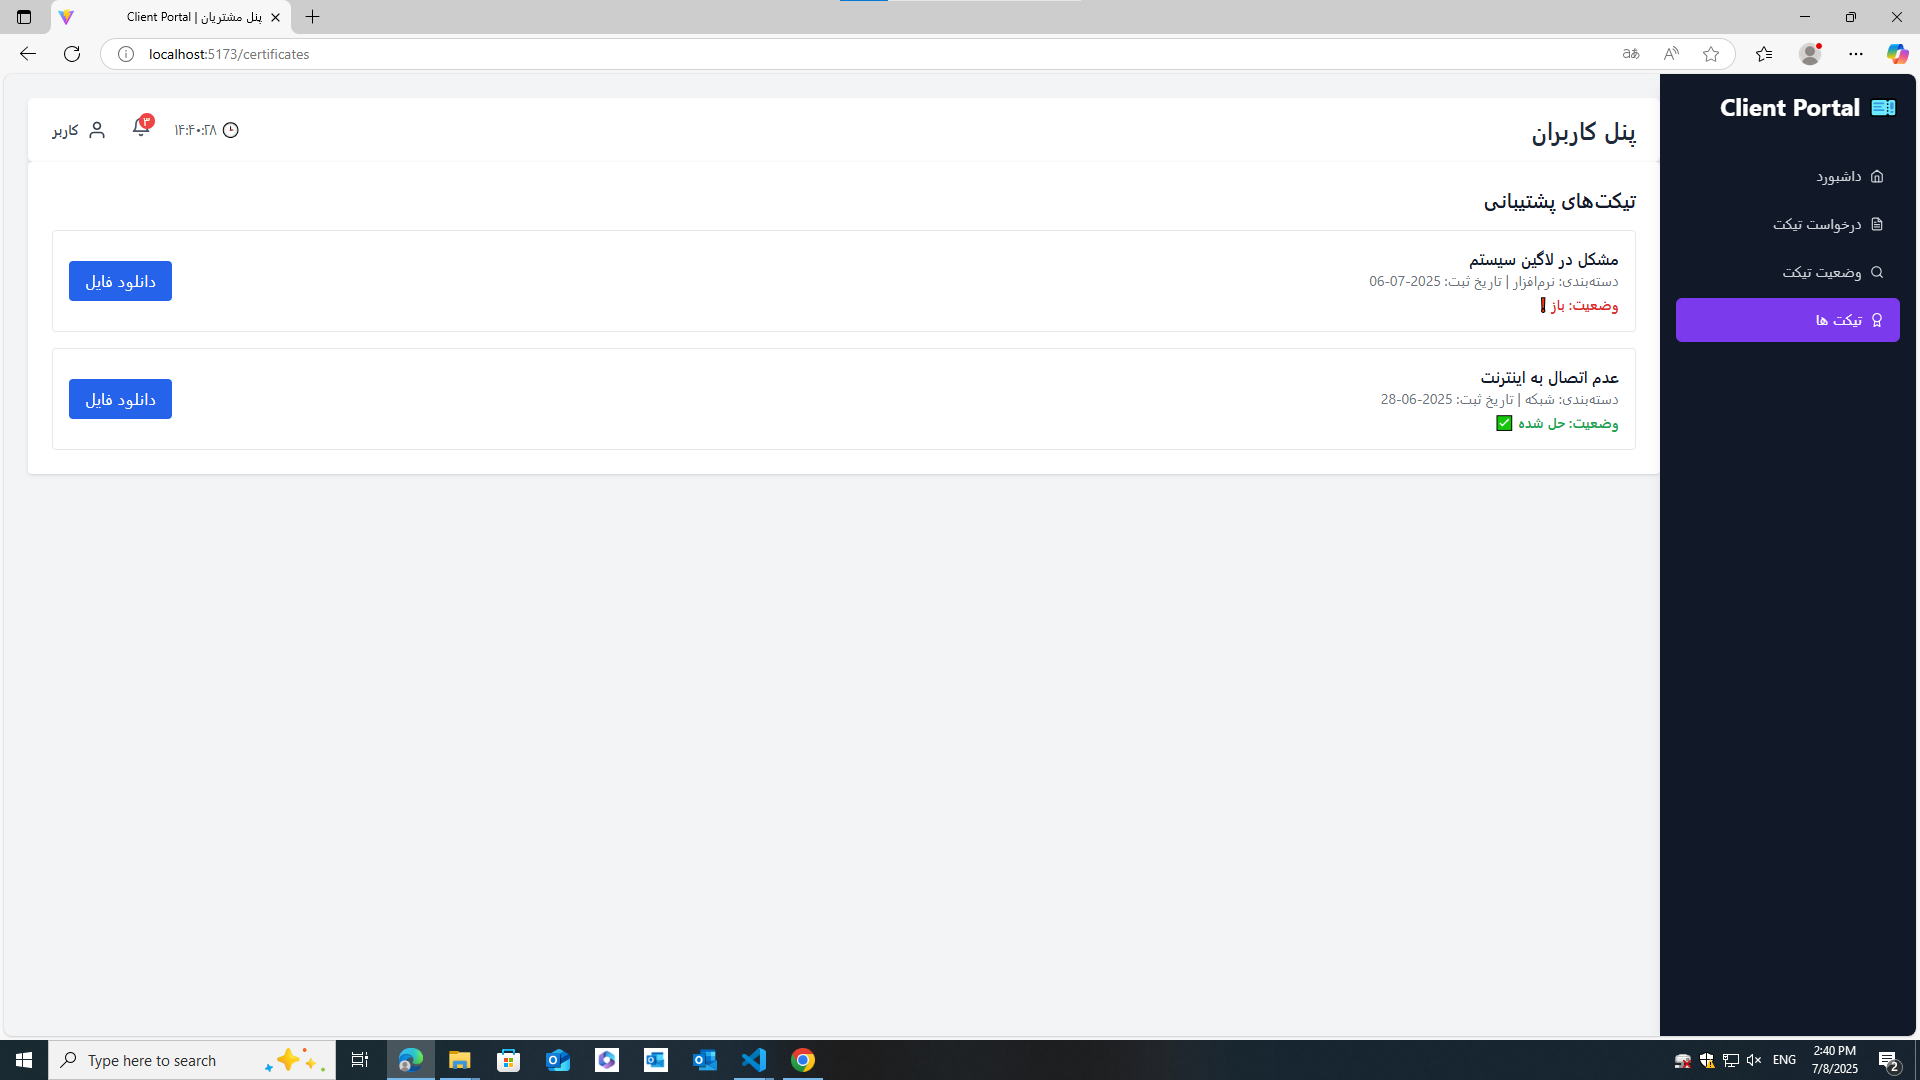 Client Portal | پنل مشتریان
localhost:5173/certificates
Client Portal
داشبورد
درخواست تیکت
وضعیت تیکت
تیکت ها
پنل کاربران
۱۴:۴۰:۲۸
۳
کاربر
تیکت‌های پشتیبانی
مشکل در لاگین سیستم
دسته‌بندی: نرم‌افزار | تاریخ ثبت: 2025-07-06
وضعیت: باز❗
دانلود فایل
عدم اتصال به اینترنت
دسته‌بندی: شبکه | تاریخ ثبت: 2025-06-28
وضعیت: حل شده ✅
دانلود فایل
Type here to search
ENG
2:40 PM
7/8/2025
2